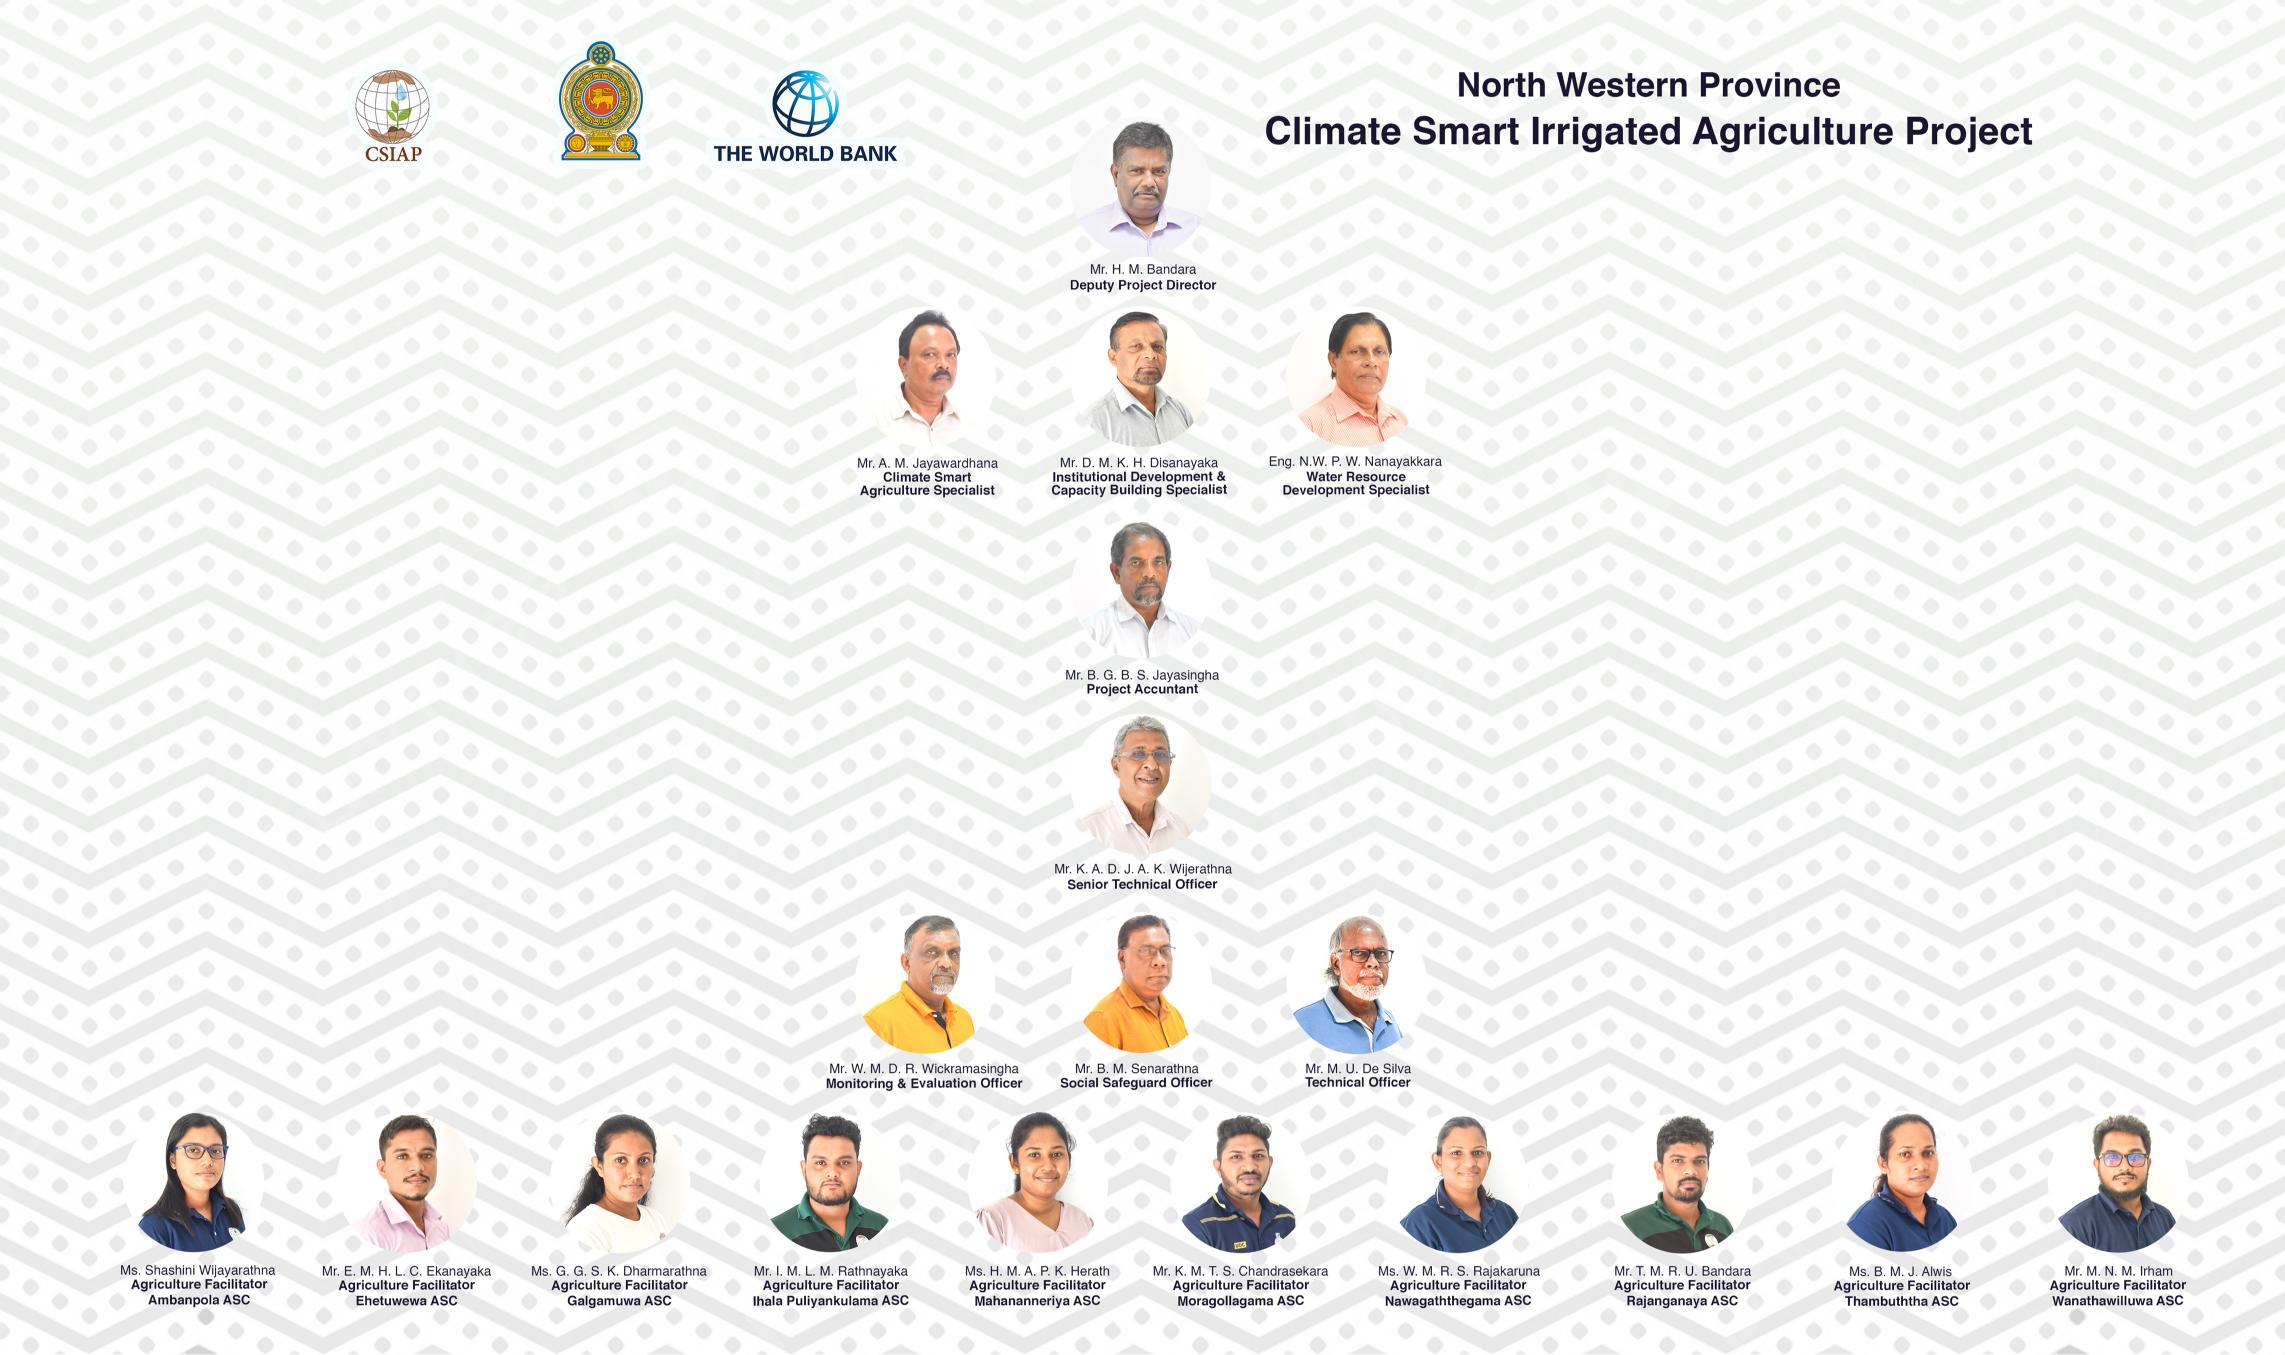 CSIAP
THE WORLD BANK
North Western Province
Climate Smart Irrigated Agriculture Project
Mr. H. M. Bandara
Deputy Project Director
Mr. A. M. Jayawardhana
Climate Smart
Agriculture Specialist
Mr. D. M. K. H. Disanayaka
Institutional Development &
Capacity Building Specialist
Eng. N.W. P. W. Nanayakkara
Water Resource
Development Specialist
Mr. B. G. B. S. Jayasingha
Project Accuntant
Mr. K. A. D. J. A. K. Wijerathna
Senior Technical Officer
Mr. W. M. D. R. Wickramasingha
Monitoring & Evaluation Officer
Mr. B. M. Senarathna
Social Safeguard Officer
Mr. M. U. De Silva
Technical Officer
Ms. Shashini Wijayarathna
Agriculture Facilitator
Ambanpola ASC
Mr. E. M. H. L. C. Ekanayaka
Agriculture Facilitator
Ehetuwewa ASC
Ms. G. G. S. K. Dharmarathna
Agriculture Facilitator
Galgamuwa ASC
Mr. I. M. L. M. Rathnayaka
Agriculture Facilitator
Ihala Puliyankulama ASC
Ms. H. M. A. P. K. Herath
Agriculture Facilitator
Mahananneriya ASC
Mr. K. M. T. S. Chandrasekara
Agriculture Facilitator
Moragollagama ASC
Ms. W. M. R. S. Rajakaruna
Agriculture Facilitator
Nawagaththegama ASC
Mr. T. M. R. U. Bandara
Agriculture Facilitator
Rajanganaya ASC
Ms. B. M. J. Alwis
Agriculture Facilitator
Thambuththa ASC
Mr. M. N. M. Irham
Agriculture Facilitator
Wanathawilluwa ASC